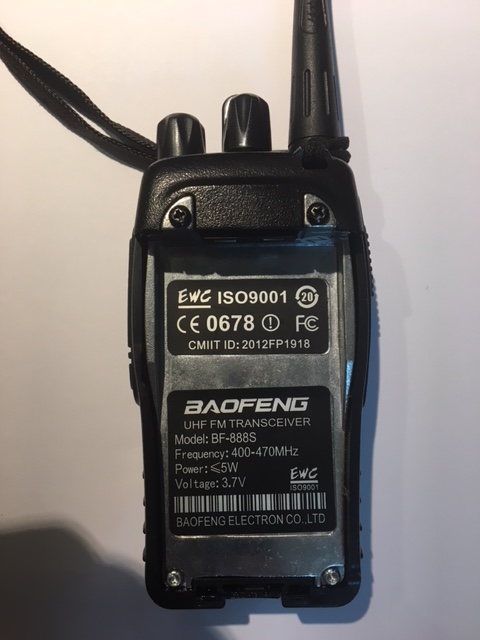 EWC ISO9001 20
CE 0678 FC
CMIIT ID: 2012FP1918
BAOFENG
UHF FM TRANSCEIVER
Model: BF-888S
Frequency: 400-470MHz
Power: ≤5W
Voltage: 3.7V
EWC
ISO9001
BAOFENG ELECTRON CO.,LTD